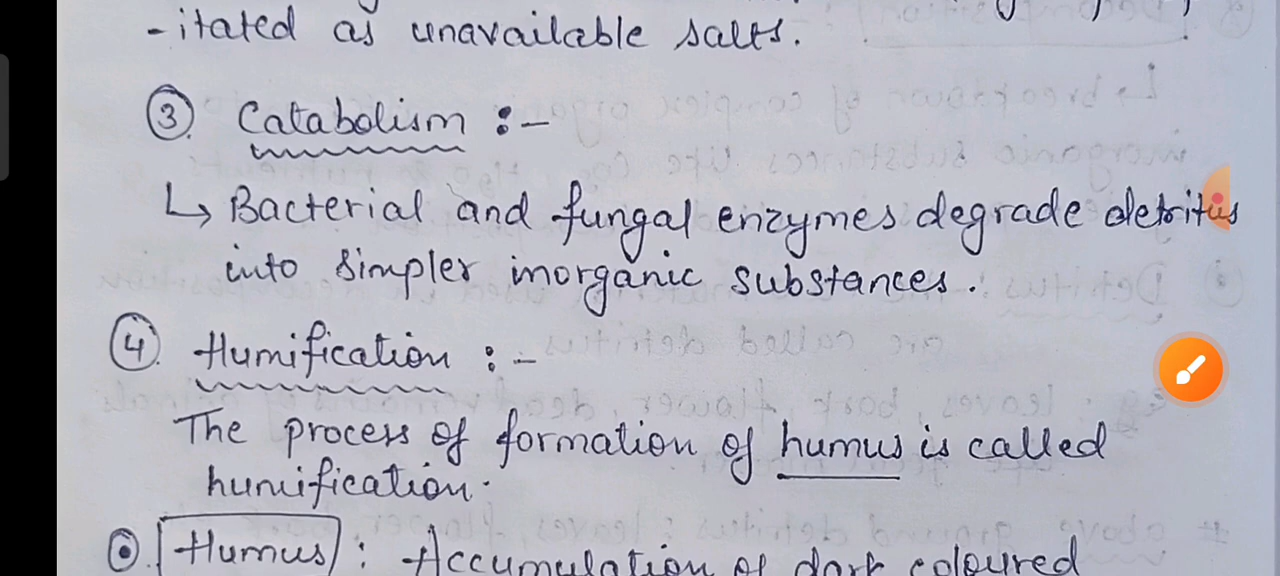 -itated as unavailable salts.
③ Catabolism :-
↳ Bacterial and fungal enzymes degrade detritus
into simpler inorganic substances.
④ Humification :-
The process of formation of humus is called
humification.
⊙ Humus : Accumulation of dark coloured